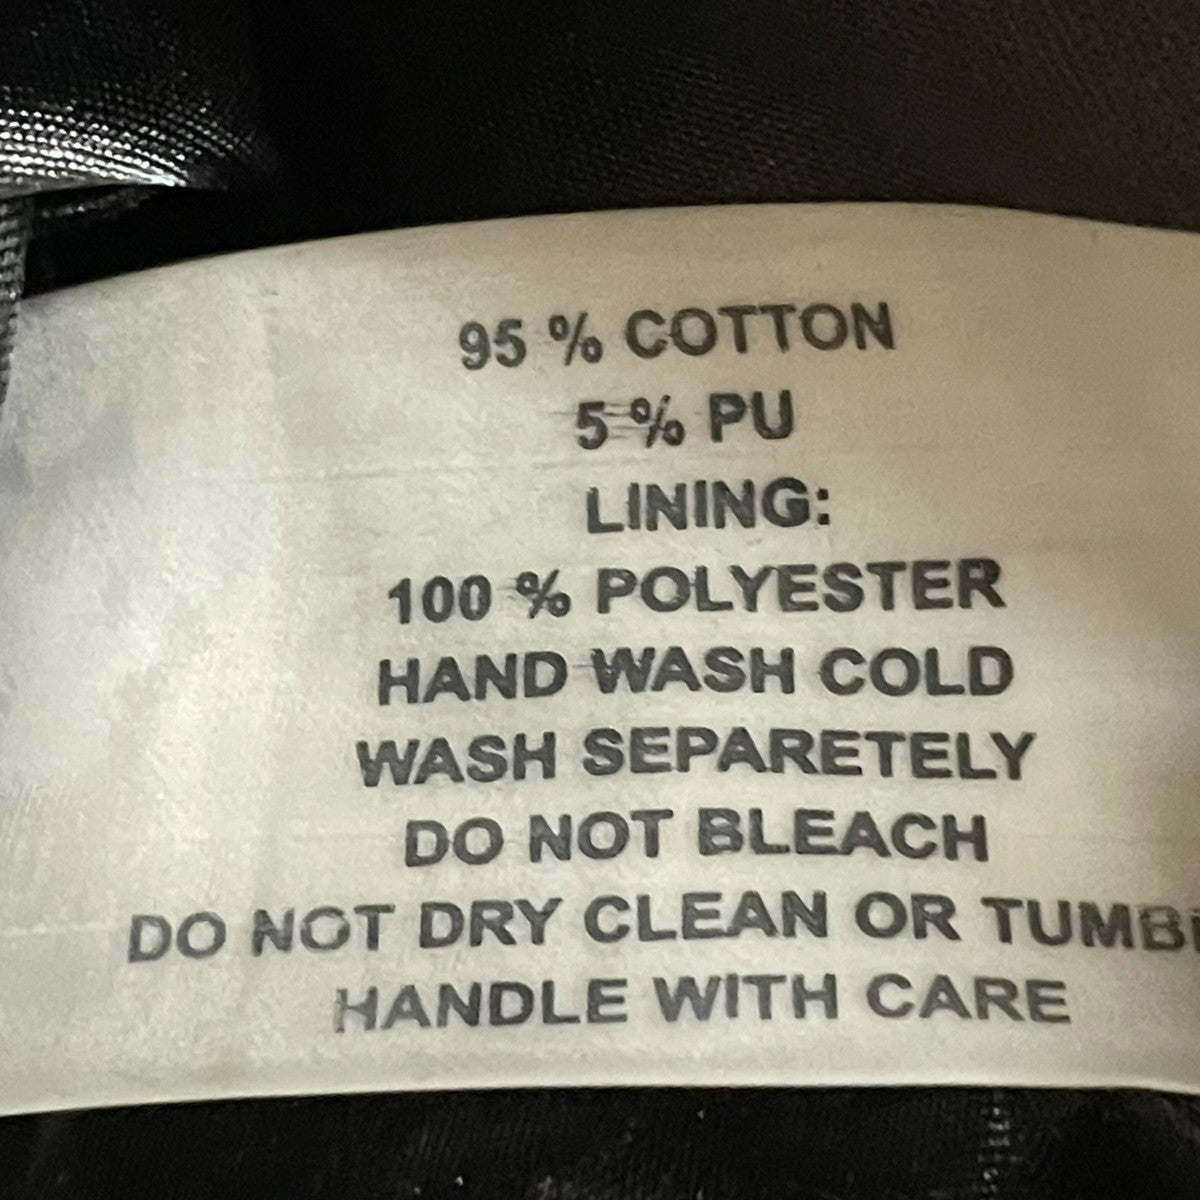 95 % COTTON
5 % PU
LINING:
100 % POLYESTER
HAND WASH COLD
WASH SEPARETELY
DO NOT BLEACH
DO NOT DRY CLEAN OR
HANDLE WITH CARE